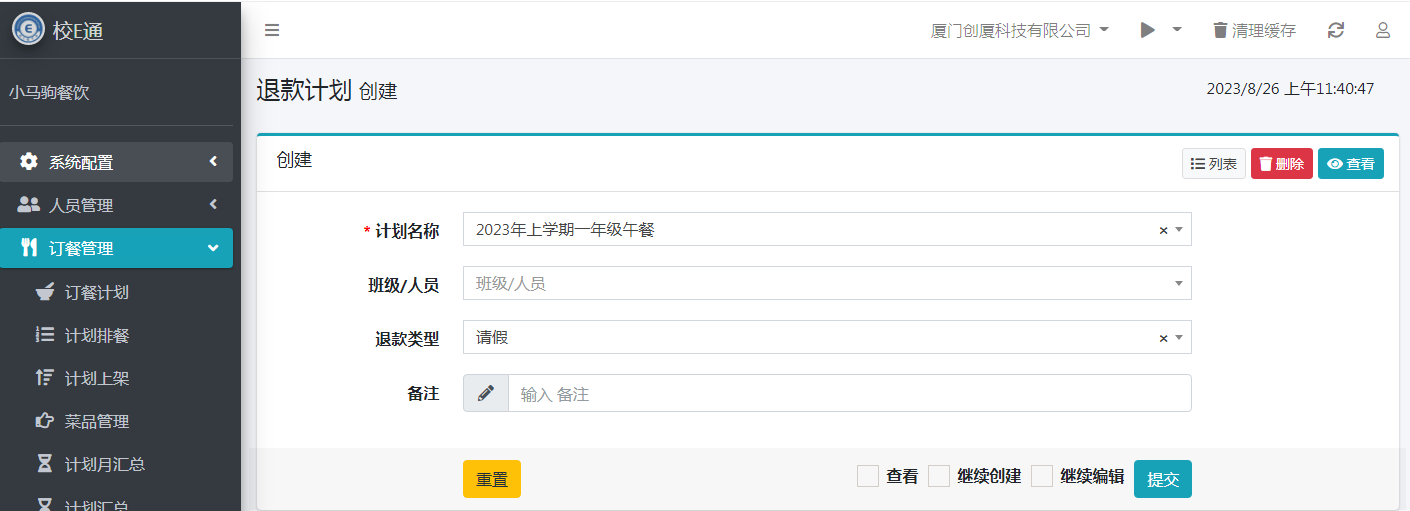 校E通
厦门创厦科技有限公司
清理缓存
小马驹餐饮
退款计划 创建
2023/8/26 上午11:40:47
系统配置
人员管理
订餐管理
订餐计划
计划排餐
计划上架
菜品管理
计划月汇总
计划汇总
创建
列表
删除
查看
* 计划名称
2023年上学期一年级午餐
×
班级/人员
班级/人员
退款类型
请假
×
备注
输入 备注
重置
查看
继续创建
继续编辑
提交